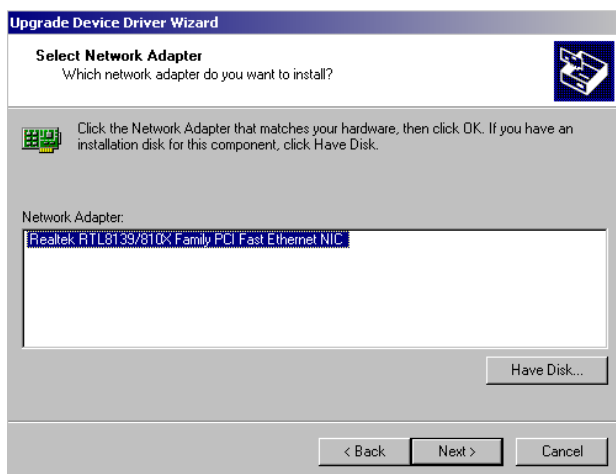 Upgrade Device Driver Wizard
Select Network Adapter
Which network adapter do you want to install?
Click the Network Adapter that matches your hardware, then click OK. If you have an
installation disk for this component, click Have Disk.
Network Adapter:
Realtek RTL8139/810X Family PCI Fast Ethernet NIC
Have Disk...
< Back
Next >
Cancel